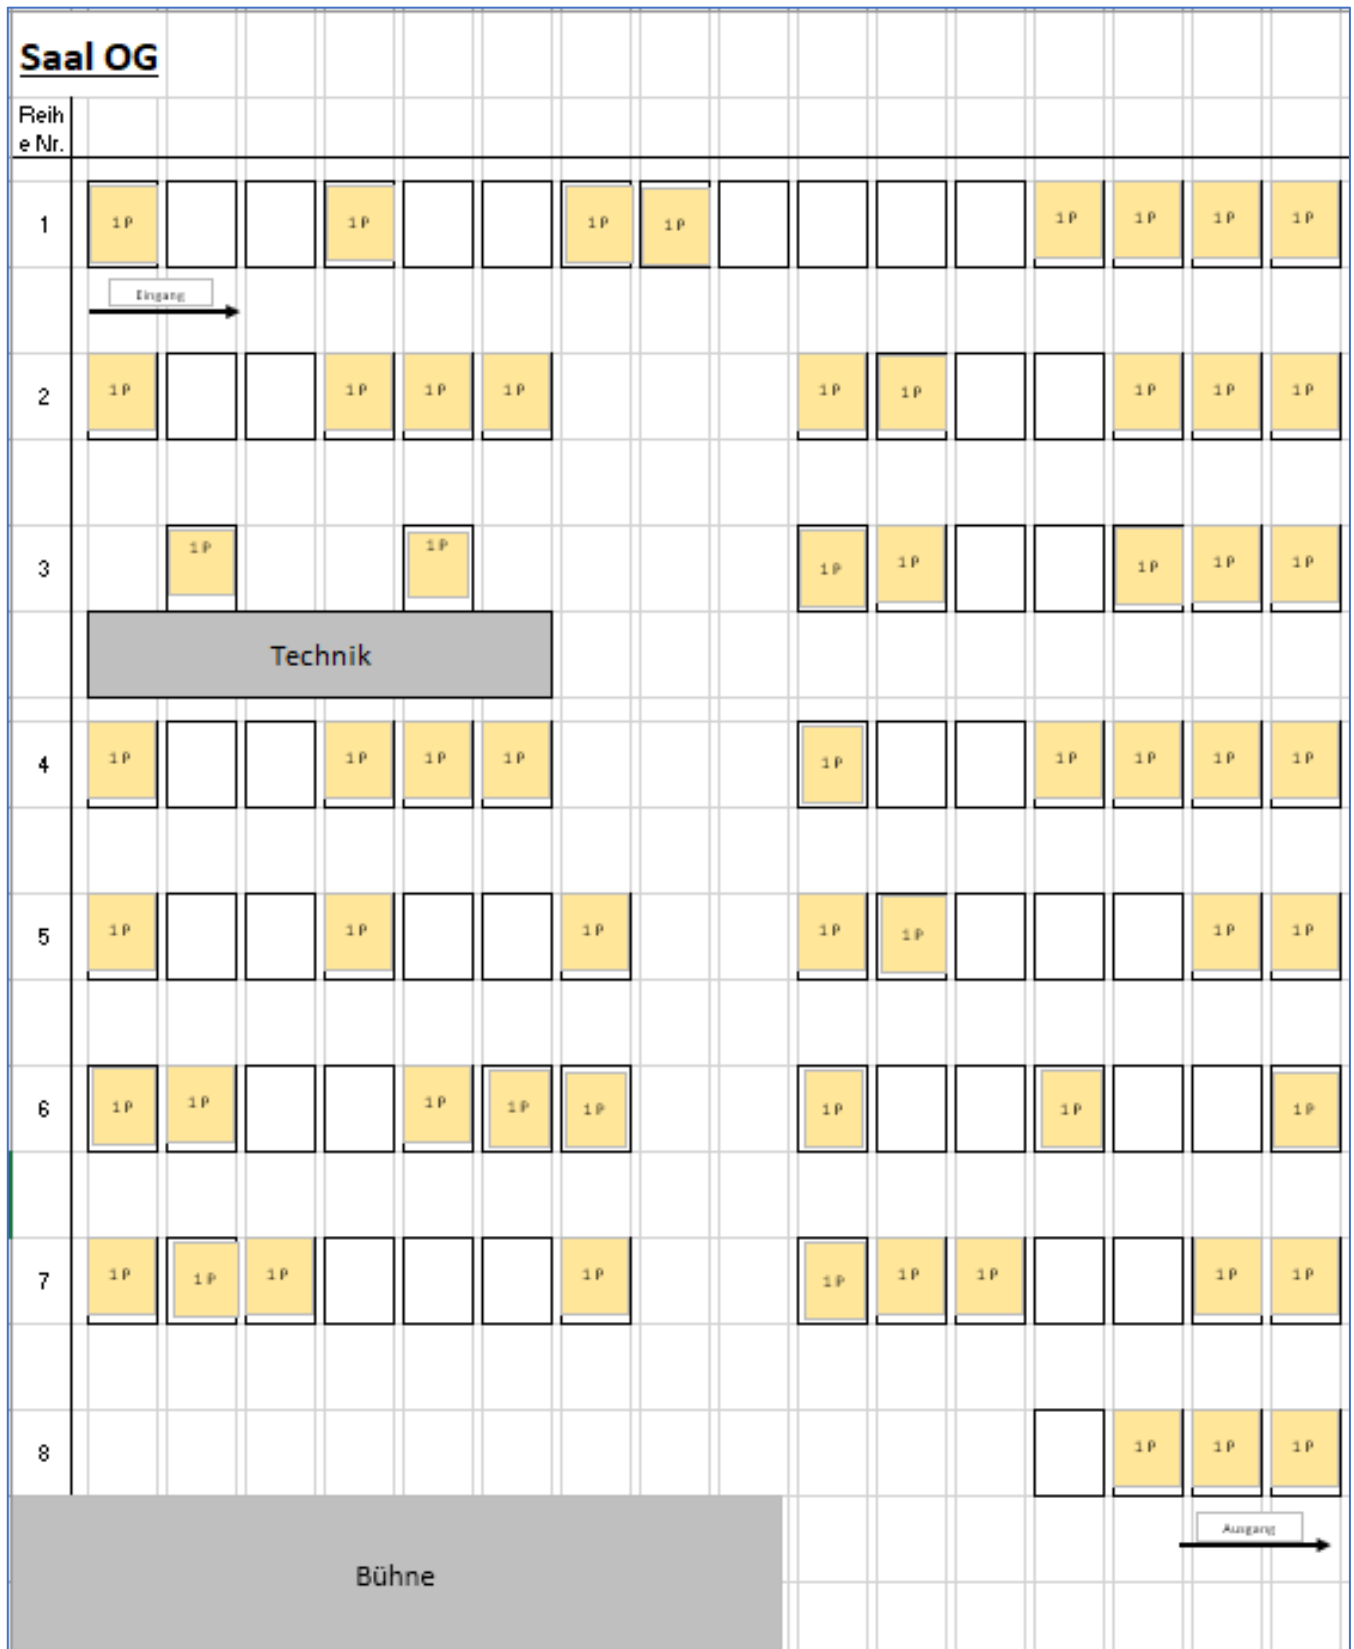 Saal OG
Reih
e Nr.
1 1P 1P 1P 1P 1P 1P 1P 1P
Eingang
2 1P 1P 1P 1P 1P 1P 1P 1P 1P
3 1P 1P 1P 1P 1P 1P 1P
Technik
4 1P 1P 1P 1P 1P 1P 1P 1P 1P
5 1P 1P 1P 1P 1P 1P 1P
6 1P 1P 1P 1P 1P 1P 1P 1P
7 1P 1P 1P 1P 1P 1P 1P 1P 1P
8 1P 1P 1P
Ausgang
Bühne